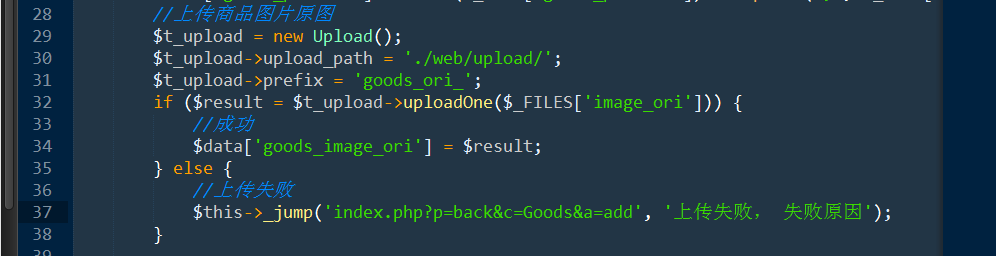 28 //上传商品图片原图
29 $t_upload = new Upload();
30 $t_upload->upload_path = './web/upload/';
31 $t_upload->prefix = 'goods_ori_';
32 if ($result = $t_upload->uploadOne($_FILES['image_ori'])) {
33 //成功
34 $data['goods_image_ori'] = $result;
35 } else {
36 //上传失败
37 $this->_jump('index.php?p=back&c=Goods&a=add', '上传失败, 失败原因');
38 }